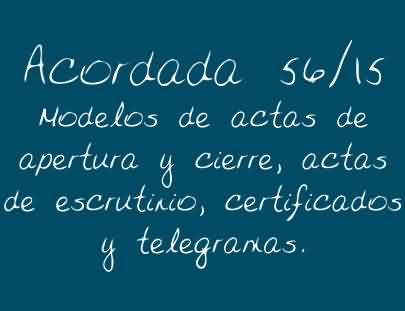 Acordada 56/15
Modelos de actas de
apertura y cierre, actas
de escrutinio, certificados
y telegramas.